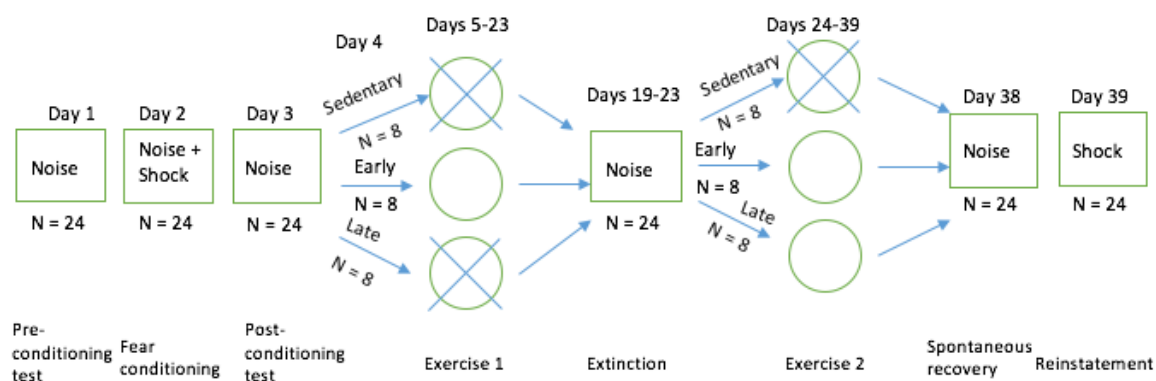 Day 1
Noise
N = 24
Pre-
conditioning
test
Day 2
Noise +
Shock
N = 24
Fear
conditioning
Day 3
Noise
N = 24
Post-
conditioning
test
Day 4
Sedentary
N = 8
Early
N = 8
Late
N = 8
Days 5-23
Exercise 1
Days 19-23
Noise
N = 24
Extinction
Sedentary
N = 8
Early
N = 8
Late
N = 8
Days 24-39
Exercise 2
Day 38
Noise
N = 24
Spontaneous
recovery
Day 39
Shock
N = 24
Reinstatement